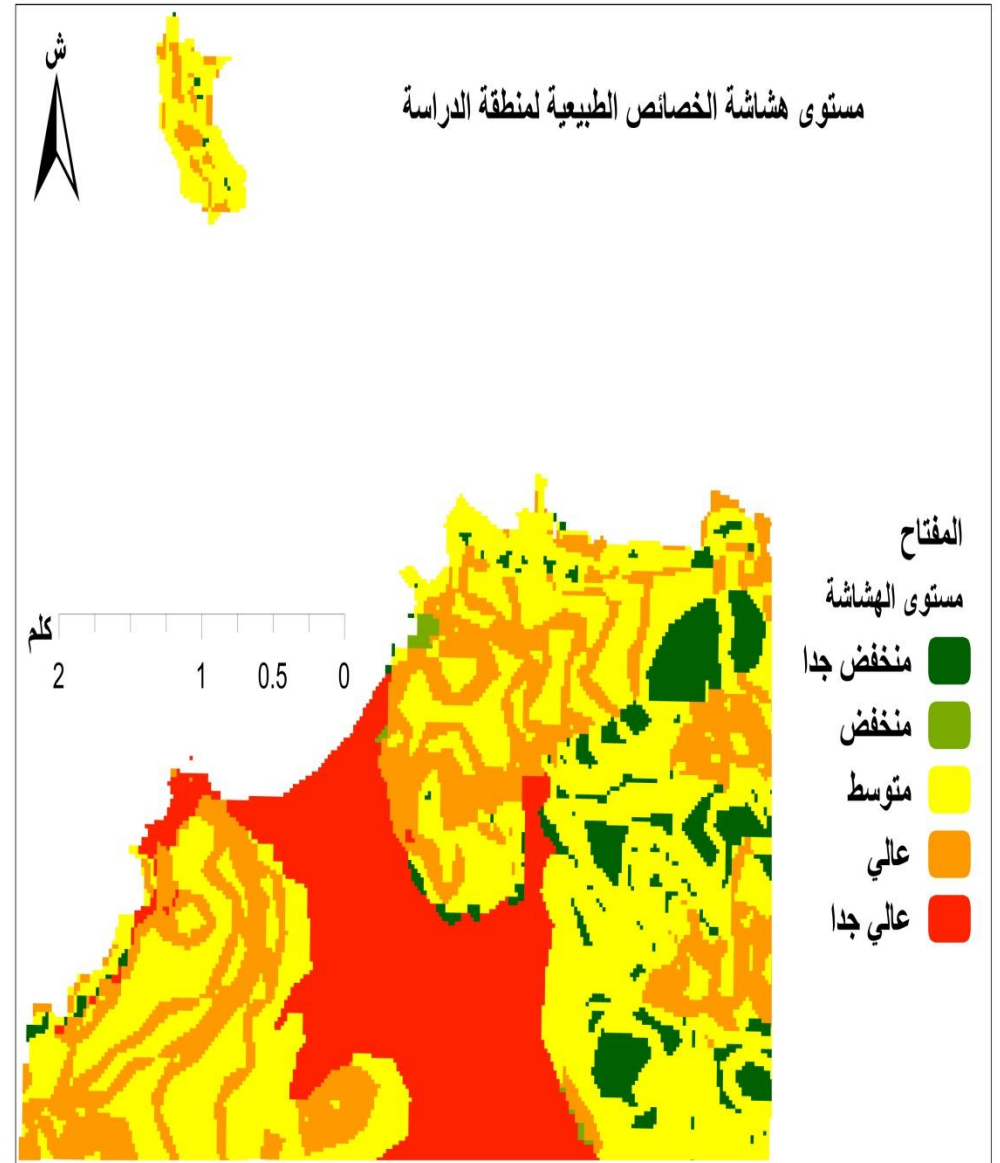 ش
مستوى هشاشة الخصائص الطبيعية لمنطقة الدراسة
المفتاح
مستوى الهشاشة
منخفض جدا
منخفض
متوسط
عالي
عالي جدا
كلم
2 1 0.5 0